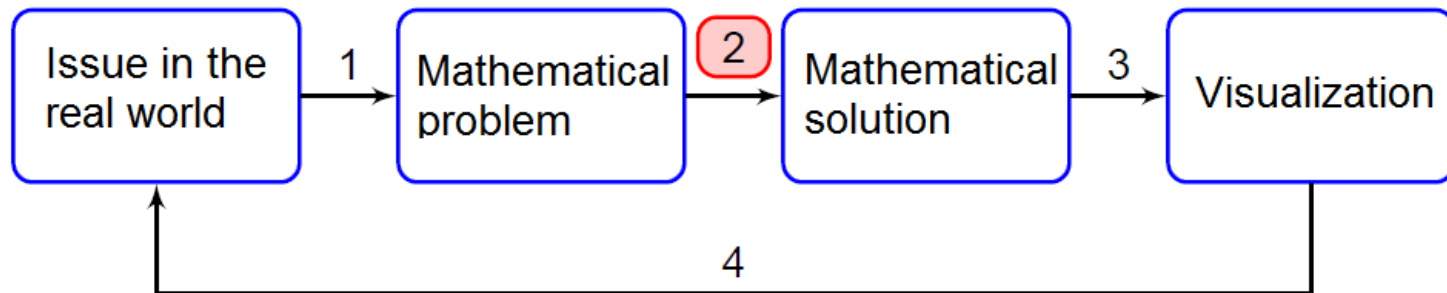 Issue in the
real world
1
Mathematical
problem
2
Mathematical
solution
3
Visualization
4